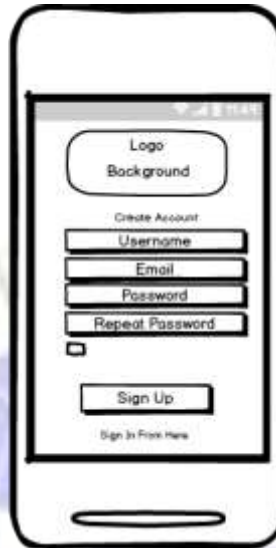 Logo
Background
Create Account
Username
Email
Password
Repeat Password
Sign Up
Sign In From Here